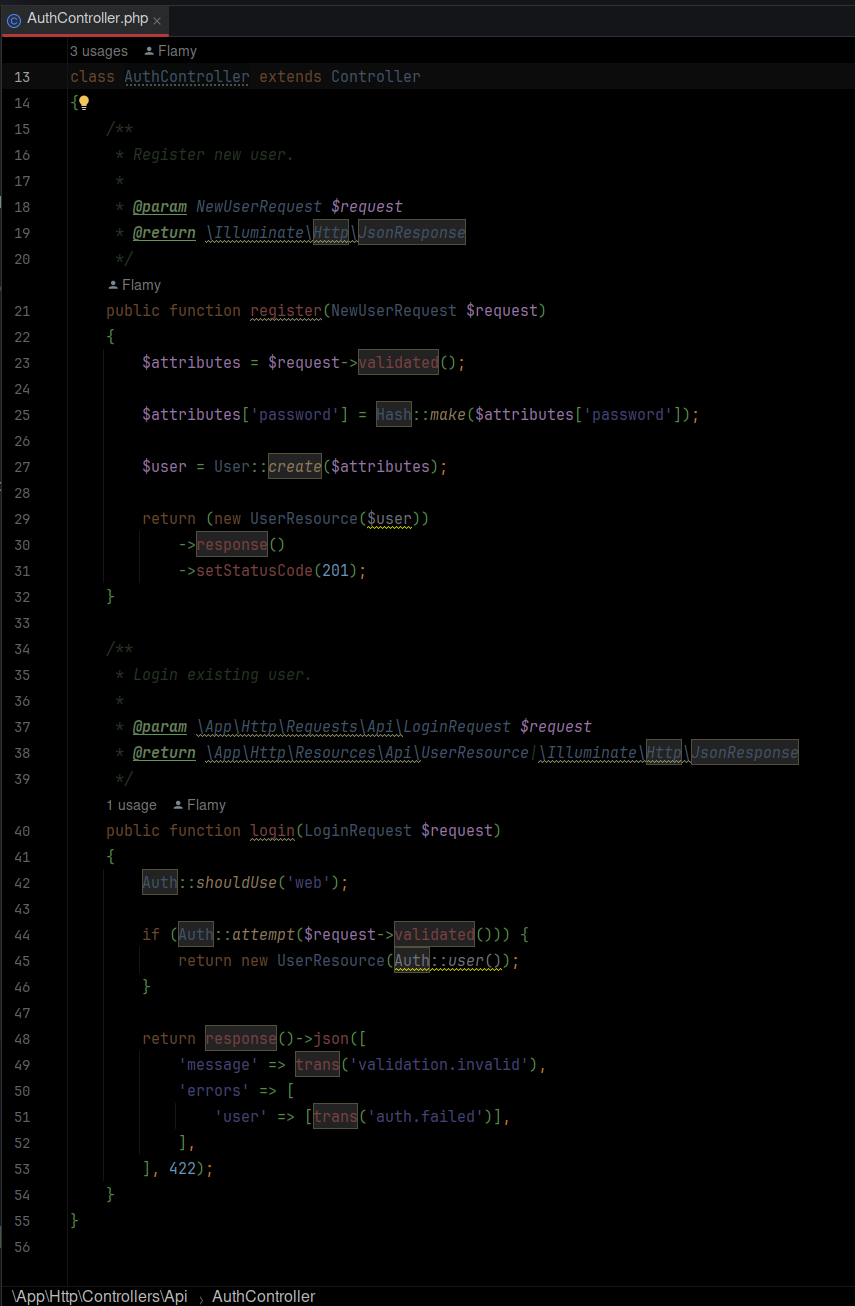 AuthController.php
3 usages Flamy
13 class AuthController extends Controller
14 {
15 /**
16 * Register new user.
17 *
18 * @param NewUserRequest $request
19 * @return \Illuminate\Http\JsonResponse
20 */
Flamy
21 public function register(NewUserRequest $request)
22 {
23 $attributes = $request->validated();
24
25 $attributes['password'] = Hash::make($attributes['password']);
26
27 $user = User::create($attributes);
28
29 return (new UserResource($user))
30 ->response()
31 ->setStatusCode(201);
32 }
33
34 /**
35 * Login existing user.
36 *
37 * @param \App\Http\Requests\Api\LoginRequest $request
38 * @return \App\Http\Resources\Api\UserResource|\Illuminate\Http\JsonResponse
39 */
1 usage Flamy
40 public function login(LoginRequest $request)
41 {
42 Auth::shouldUse('web');
43
44 if (Auth::attempt($request->validated())) {
45 return new UserResource(Auth::user());
46 }
47
48 return response()->json([
49 'message' => trans('validation.invalid'),
50 'errors' => [
51 'user' => [trans('auth.failed')],
52 ],
53 ], 422);
54 }
55 }
56
\App\Http\Controllers\Api › AuthController